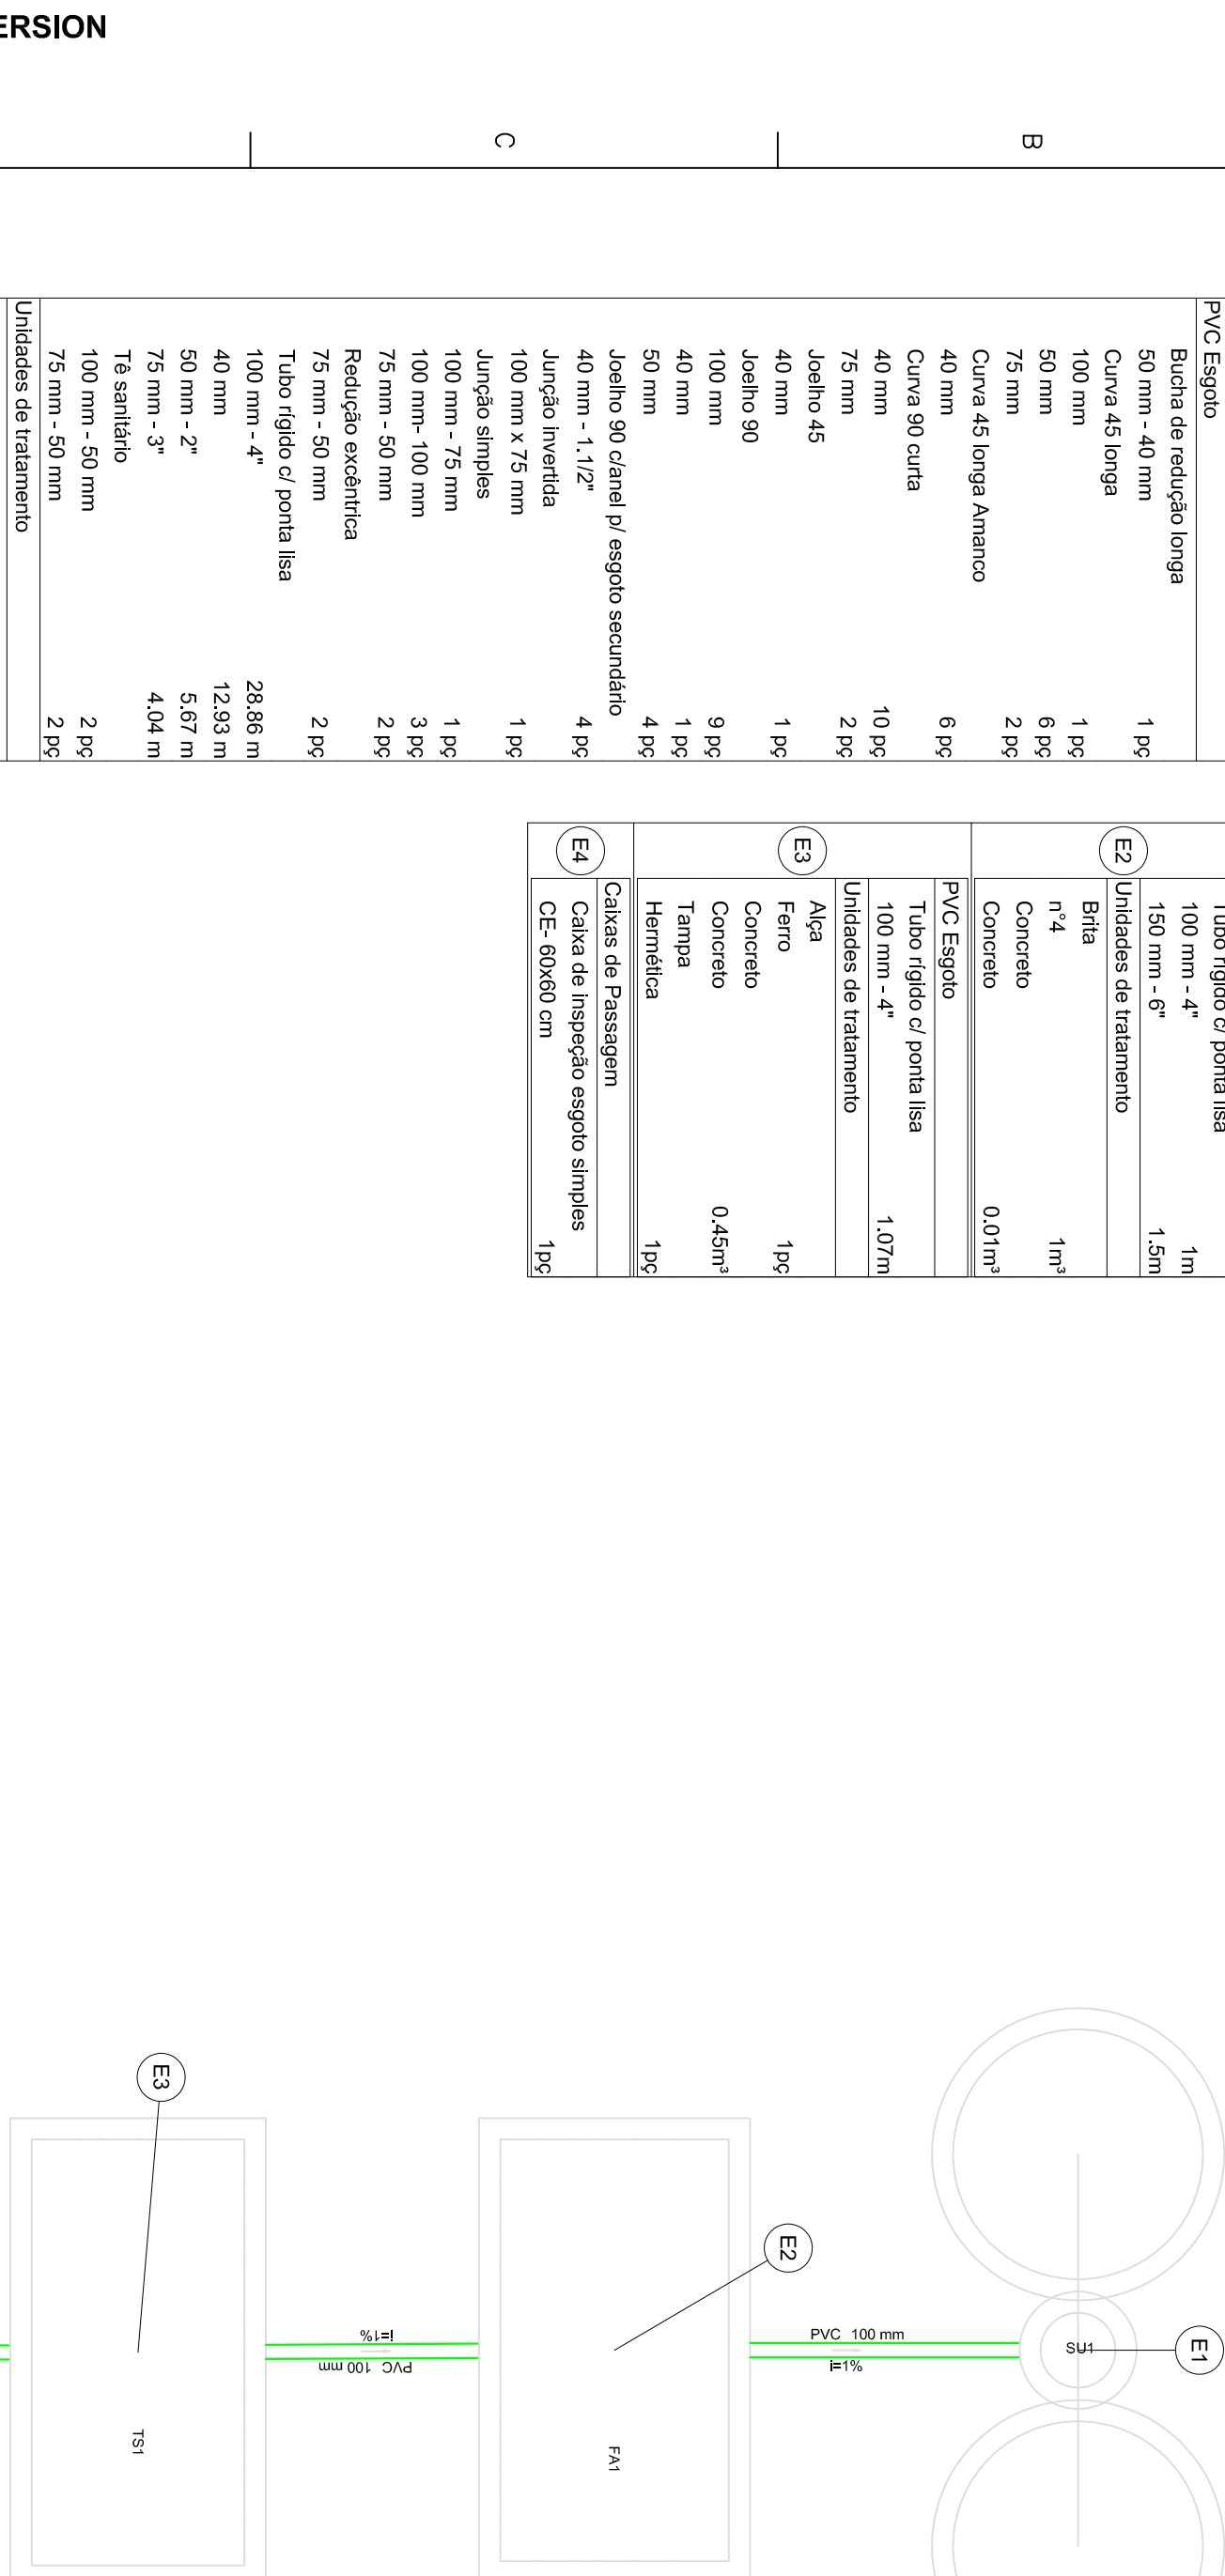 ERSION
C
B
PVC Esgoto
Bucha de redução longa
50 mm - 40 mm 1 pç
Curva 45 longa
100 mm 1 pç
50 mm 6 pç
75 mm 2 pç
Curva 45 longa Amanco
40 mm 6 pç
Curva 90 curta
40 mm 10 pç
75 mm 2 pç
Joelho 45
40 mm 1 pç
Joelho 90
100 mm 9 pç
40 mm 1 pç
50 mm 4 pç
Joelho 90 c/anel p/ esgoto secundário
40 mm - 1.1/2" 4 pç
Junção invertida
100 mm x 75 mm 1 pç
Junção simples
100 mm - 75 mm 1 pç
100 mm- 100 mm 3 pç
75 mm - 50 mm 2 pç
Redução excêntrica
75 mm - 50 mm 2 pç
Tubo rígido c/ ponta lisa
100 mm - 4" 28.86 m
40 mm 12.93 m
50 mm - 2" 5.67 m
75 mm - 3" 4.04 m
Tê sanitário
100 mm - 50 mm 2 pç
75 mm - 50 mm 2 pç
Unidades de tratamento
Tubo rígido c/ ponta lisa
100 mm - 4" 1m
150 mm - 6" 1.5m
E2
Unidades de tratamento
Brita
n°4 1m³
Concreto
Concreto 0.01m³
PVC Esgoto
Tubo rígido c/ ponta lisa
100 mm - 4" 1.07m
E3
Unidades de tratamento
Alça
Ferro 1pç
Concreto
Concreto 0.45m³
Tampa
Hermética 1pç
E4
Caixas de Passagem
Caixa de inspeção esgoto simples
CE- 60x60 cm 1pç
E3
E2
E1
SU1
PVC 100 mm
i=1%
i=1%
PVC 100 mm
TS1
FA1